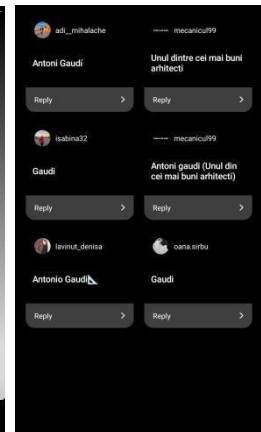 adi_mihalache
mecanicul99
Antoni Gaudí
Unul dintre cei mai buni
arhitecti
Reply
Reply
isabina32
mecanicul99
Gaudi
Antoni gaudi (Unul din
cei mai buni arhitecti)
Reply
Reply
lavinut_denisa
oana.sirbu
Antonio Gaudi📐
Gaudi
Reply
Reply